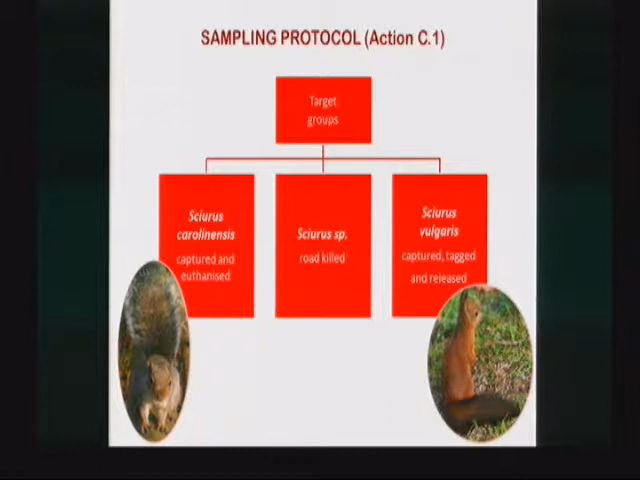 SAMPLING PROTOCOL (Action C.1)
Target
groups
Sciurus
carolinensis
captured and
euthanised
Sciurus sp.
road killed
Sciurus
vulgaris
captured, tagged
and released